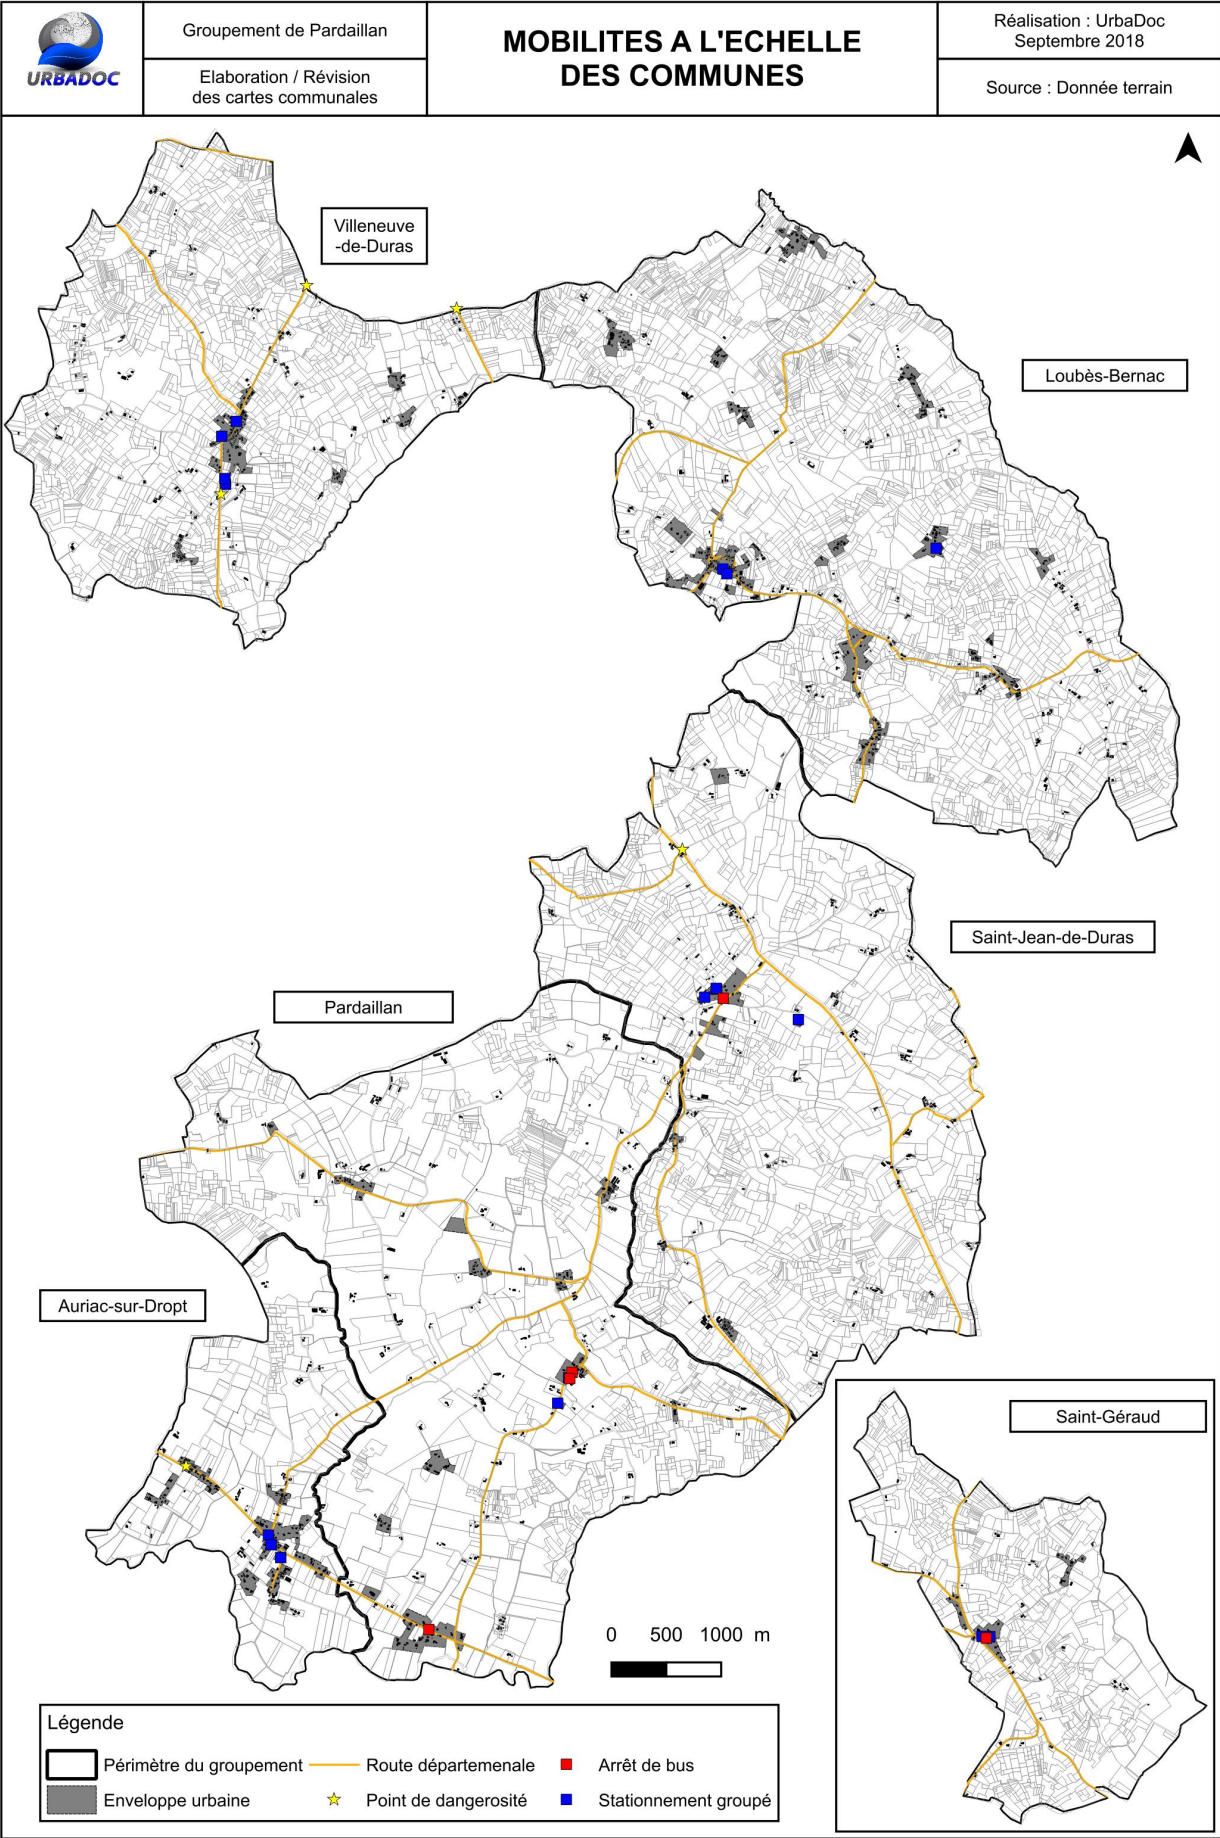 URBADOC
Groupement de Pardaillan
Elaboration / Révision
des cartes communales
MOBILITES A L'ECHELLE
DES COMMUNES
Réalisation : UrbaDoc
Septembre 2018
Source : Donnée terrain
Villeneuve
-de-Duras
Loubès-Bernac
Saint-Jean-de-Duras
Pardaillan
Auriac-sur-Dropt
Saint-Géraud
0 500 1000 m
Légende
Périmètre du groupement
Route départemenale
Arrêt de bus
Enveloppe urbaine
Point de dangerosité
Stationnement groupé